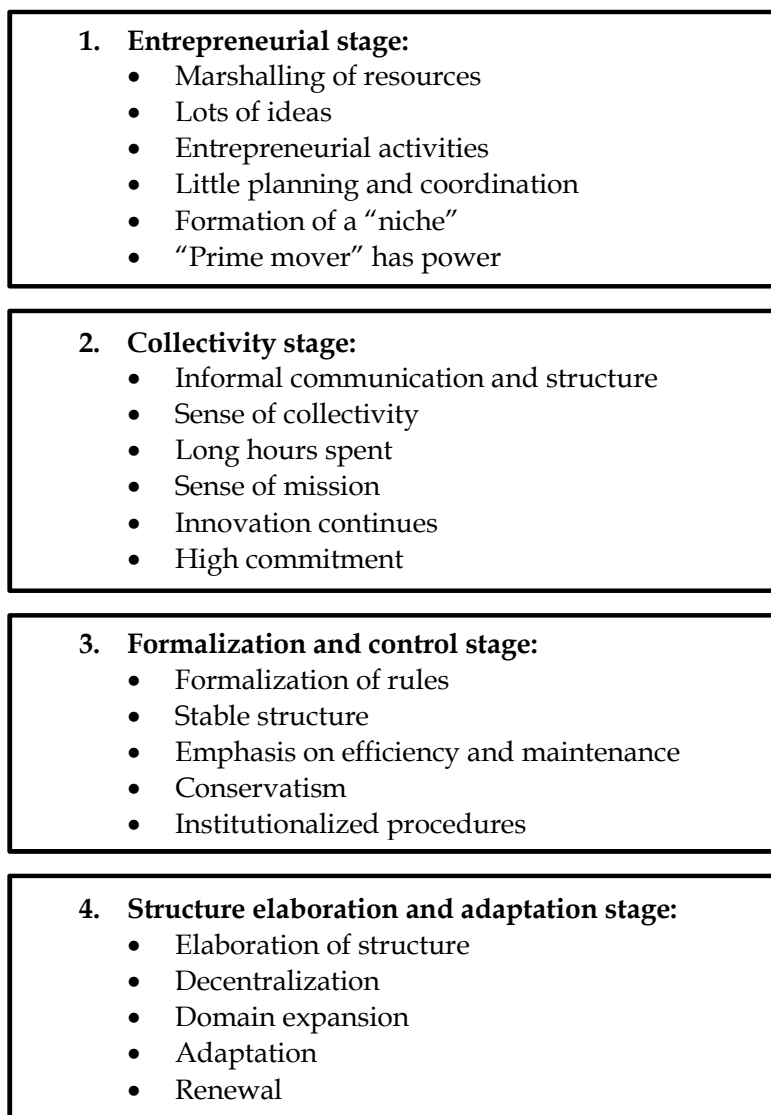 1. Entrepreneurial stage:
• Marshalling of resources
• Lots of ideas
• Entrepreneurial activities
• Little planning and coordination
• Formation of a “niche”
• “Prime mover” has power
2. Collectivity stage:
• Informal communication and structure
• Sense of collectivity
• Long hours spent
• Sense of mission
• Innovation continues
• High commitment
3. Formalization and control stage:
• Formalization of rules
• Stable structure
• Emphasis on efficiency and maintenance
• Conservatism
• Institutionalized procedures
4. Structure elaboration and adaptation stage:
• Elaboration of structure
• Decentralization
• Domain expansion
• Adaptation
• Renewal